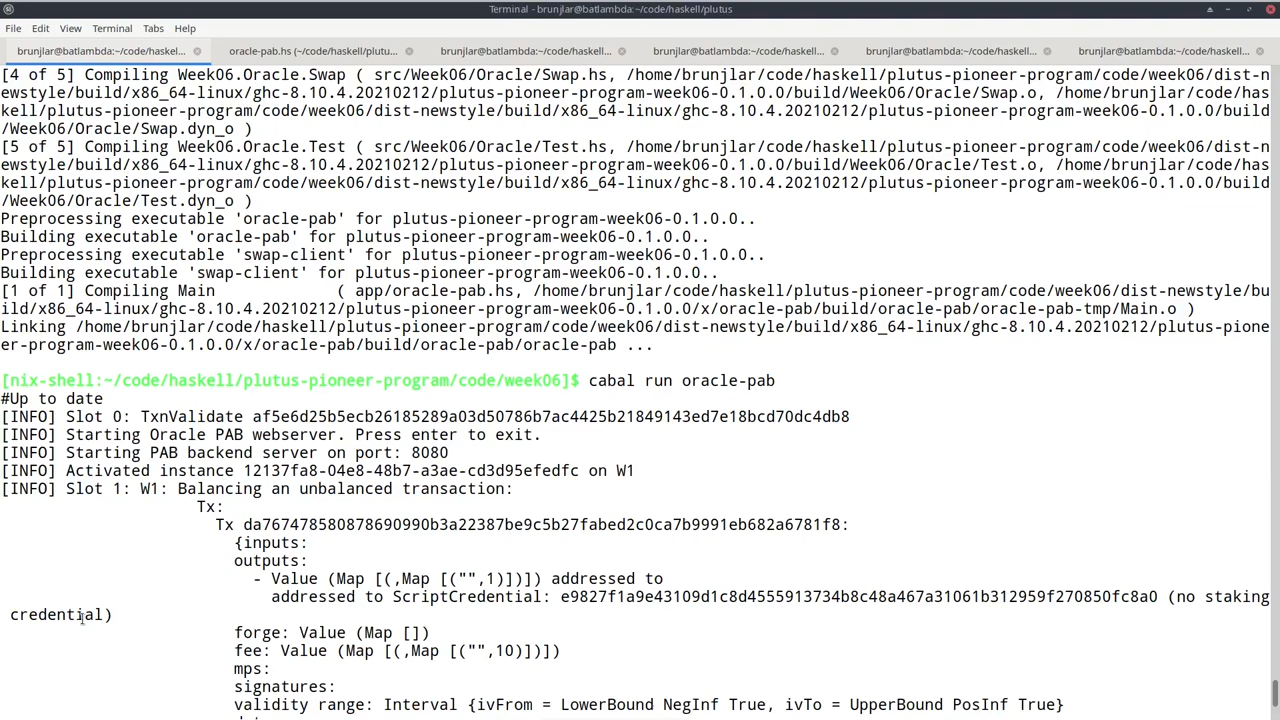 Terminal - brunjlar@batlambda:~/code/haskell/plutus
File Edit View Terminal Tabs Help
brunjlar@batlambda:~/code/haskel... oracle-pab.hs (~/code/haskell/plutu... brunjlar@batlambda:~/code/haskell... brunjlar@batlambda:~/code/haskell... brunjlar@batlambda:~/code/haskell... brunjlar@batlambda:~/code/haskell...
[4 of 5] Compiling Week06.Oracle.Swap ( src/Week06/Oracle/Swap.hs, /home/brunjlar/code/haskell/plutus-pioneer-program/code/week06/dist-n
ewstyle/build/x86_64-linux/ghc-8.10.4.20210212/plutus-pioneer-program-week06-0.1.0.0/build/Week06/Oracle/Swap.o, /home/brunjlar/code/has
kell/plutus-pioneer-program/code/week06/dist-newstyle/build/x86_64-linux/ghc-8.10.4.20210212/plutus-pioneer-program-week06-0.1.0.0/build
/Week06/Oracle/Swap.dyn_o )
[5 of 5] Compiling Week06.Oracle.Test ( src/Week06/Oracle/Test.hs, /home/brunjlar/code/haskell/plutus-pioneer-program/code/week06/dist-n
ewstyle/build/x86_64-linux/ghc-8.10.4.20210212/plutus-pioneer-program-week06-0.1.0.0/build/Week06/Oracle/Test.o, /home/brunjlar/code/has
kell/plutus-pioneer-program/code/week06/dist-newstyle/build/x86_64-linux/ghc-8.10.4.20210212/plutus-pioneer-program-week06-0.1.0.0/build
/Week06/Oracle/Test.dyn_o )
Preprocessing executable 'oracle-pab' for plutus-pioneer-program-week06-0.1.0.0..
Building executable 'oracle-pab' for plutus-pioneer-program-week06-0.1.0.0..
Preprocessing executable 'swap-client' for plutus-pioneer-program-week06-0.1.0.0..
Building executable 'swap-client' for plutus-pioneer-program-week06-0.1.0.0..
[1 of 1] Compiling Main ( app/oracle-pab.hs, /home/brunjlar/code/haskell/plutus-pioneer-program/code/week06/dist-newstyle/bu
ild/x86_64-linux/ghc-8.10.4.20210212/plutus-pioneer-program-week06-0.1.0.0/x/oracle-pab/build/oracle-pab/oracle-pab-tmp/Main.o )
Linking /home/brunjlar/code/haskell/plutus-pioneer-program/code/week06/dist-newstyle/build/x86_64-linux/ghc-8.10.4.20210212/plutus-pione
er-program-week06-0.1.0.0/x/oracle-pab/build/oracle-pab/oracle-pab ...
[nix-shell:~/code/haskell/plutus-pioneer-program/code/week06]$ cabal run oracle-pab
#Up to date
[INFO] Slot 0: TxnValidate af5e6d25b5ecb26185289a03d50786b7ac4425b21849143ed7e18bcd70dc4db8
[INFO] Starting Oracle PAB webserver. Press enter to exit.
[INFO] Starting PAB backend server on port: 8080
[INFO] Activated instance 12137fa8-04e8-48b7-a3ae-cd3d95efedfc on W1
[INFO] Slot 1: W1: Balancing an unbalanced transaction:
Tx:
Tx da767478580878690990b3a22387be9c5b27fabed2c0ca7b9991eb682a6781f8:
{inputs:
outputs:
- Value (Map [(,Map [("",1)])]) addressed to
addressed to ScriptCredential: e9827f1a9e43109d1c8d4555913734b8c48a467a31061b312959f270850fc8a0 (no staking
credential)
forge: Value (Map [])
fee: Value (Map [(,Map [("",10)])])
mps:
signatures:
validity range: Interval {ivFrom = LowerBound NegInf True, ivTo = UpperBound PosInf True}